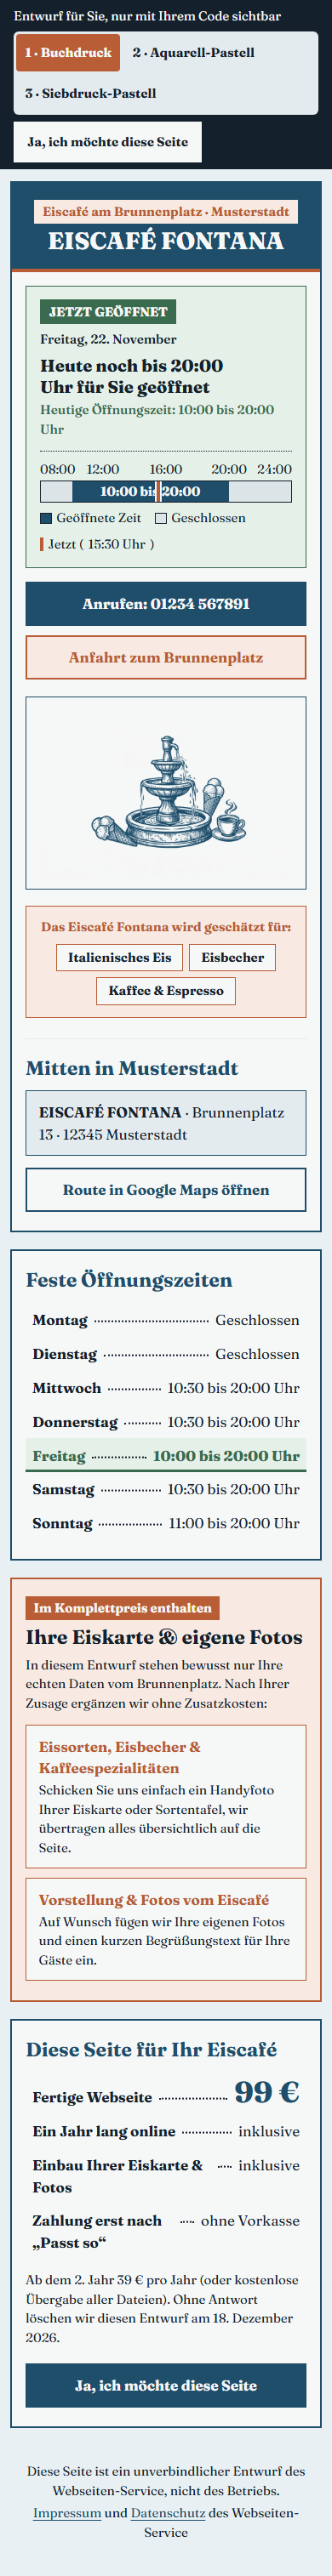 Entwurf für Sie, nur mit Ihrem Code sichtbar
1 · Buchdruck
2 · Aquarell-Pastell
3 · Siebdruck-Pastell
Ja, ich möchte diese Seite
Eiscafé am Brunnenplatz · Musterstadt
EISCAFÉ FONTANA
JETZT GEÖFFNET
Freitag, 22. November
Heute noch bis 20:00
Uhr für Sie geöffnet
Heutige Öffnungszeit: 10:00 bis 20:00
Uhr
08:00 12:00 16:00 20:00 24:00
10:00 bis 20:00
Geöffnete Zeit Geschlossen
Jetzt ( 15:30 Uhr )
Anrufen: 01234 567891
Anfahrt zum Brunnenplatz
Das Eiscafé Fontana wird geschätzt für:
Italienisches Eis
Eisbecher
Kaffee & Espresso
Mitten in Musterstadt
EISCAFÉ FONTANA · Brunnenplatz
13 · 12345 Musterstadt
Route in Google Maps öffnen
Feste Öffnungszeiten
Montag Geschlossen
Dienstag Geschlossen
Mittwoch 10:30 bis 20:00 Uhr
Donnerstag 10:30 bis 20:00 Uhr
Freitag 10:00 bis 20:00 Uhr
Samstag 10:30 bis 20:00 Uhr
Sonntag 11:00 bis 20:00 Uhr
Im Komplettpreis enthalten
Ihre Eiskarte & eigene Fotos
In diesem Entwurf stehen bewusst nur Ihre
echten Daten vom Brunnenplatz. Nach Ihrer
Zusage ergänzen wir ohne Zusatzkosten:
Eissorten, Eisbecher &
Kaffeespezialitäten
Schicken Sie uns einfach ein Handyfoto
Ihrer Eiskarte oder Sortentafel, wir
übertragen alles übersichtlich auf die
Seite.
Vorstellung & Fotos vom Eiscafé
Auf Wunsch fügen wir Ihre eigenen Fotos
und einen kurzen Begrüßungstext für Ihre
Gäste ein.
Diese Seite für Ihr Eiscafé
Fertige Webseite 99 €
Ein Jahr lang online inklusive
Einbau Ihrer Eiskarte & inklusive
Fotos
Zahlung erst nach ohne Vorkasse
„Passt so“
Ab dem 2. Jahr 39 € pro Jahr (oder kostenlose
Übergabe aller Dateien). Ohne Antwort
löschen wir diesen Entwurf am 18. Dezember
2026.
Ja, ich möchte diese Seite
Diese Seite ist ein unverbindlicher Entwurf des
Webseiten-Service, nicht des Betriebs.
Impressum und Datenschutz des Webseiten-
Service